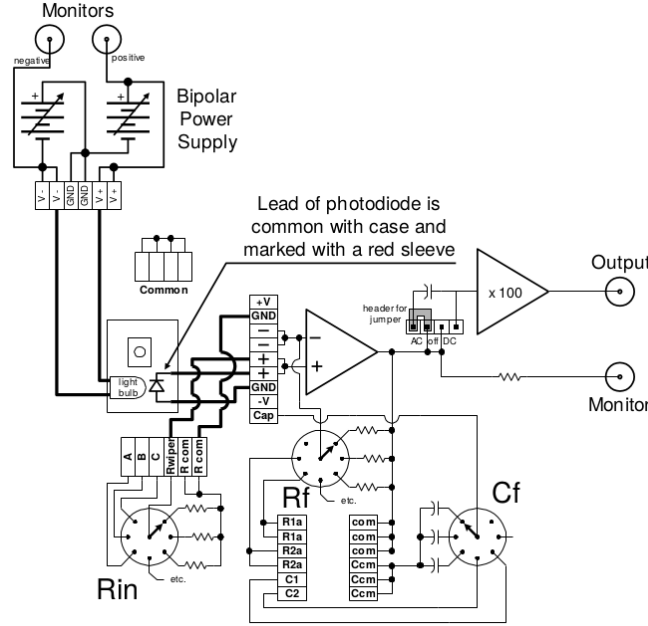 Monitors
negative
positive
+
+
Bipolar
Power
Supply
V -
V -
GND
GND
V +
V +
Lead of photodiode is
common with case and
marked with a red sleeve
Common
+V
GND
−
−
+
+
GND
-V
Cap
−
+
header for
jumper
AC off DC
x 100
Output
Monitor
light
bulb
A
B
C
Rwiper
R com
R com
Rin
etc.
Rf
etc.
Cf
R1a
R1a
R2a
R2a
C1
C2
com
com
com
Ccm
Ccm
Ccm